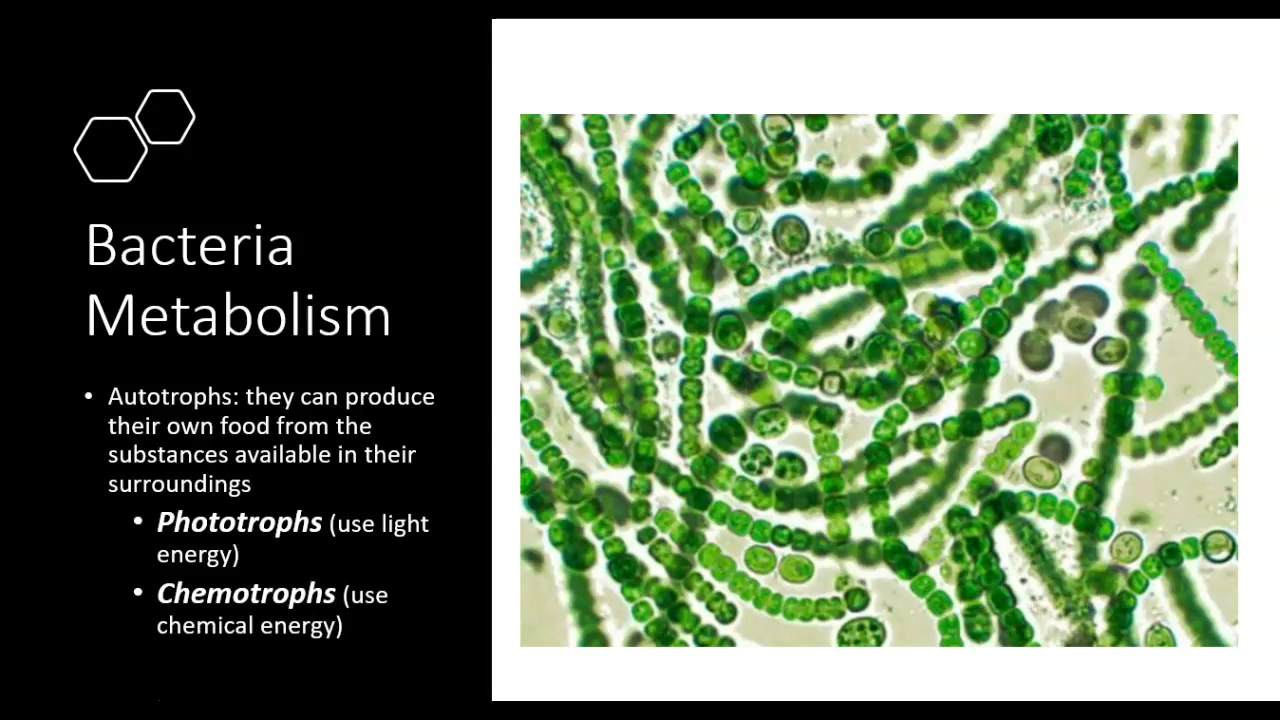 Bacteria
Metabolism
• Autotrophs: they can produce
their own food from the
substances available in their
surroundings
• Phototrophs (use light
energy)
• Chemotrophs (use
chemical energy)